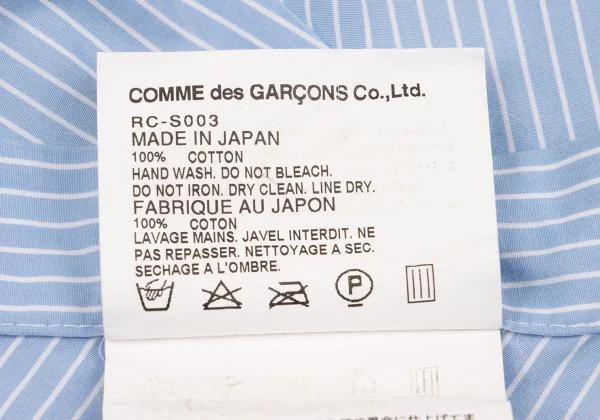 COMME des GARÇONS Co.,Ltd.
RC-S003
MADE IN JAPAN
100% COTTON
HAND WASH. DO NOT BLEACH.
DO NOT IRON. DRY CLEAN. LINE DRY.
FABRIQUE AU JAPON
100% COTON
LAVAGE MAINS. JAVEL INTERDIT. NE
PAS REPASSER. NETTOYAGE A SEC.
SECHAGE A L'OMBRE.
P